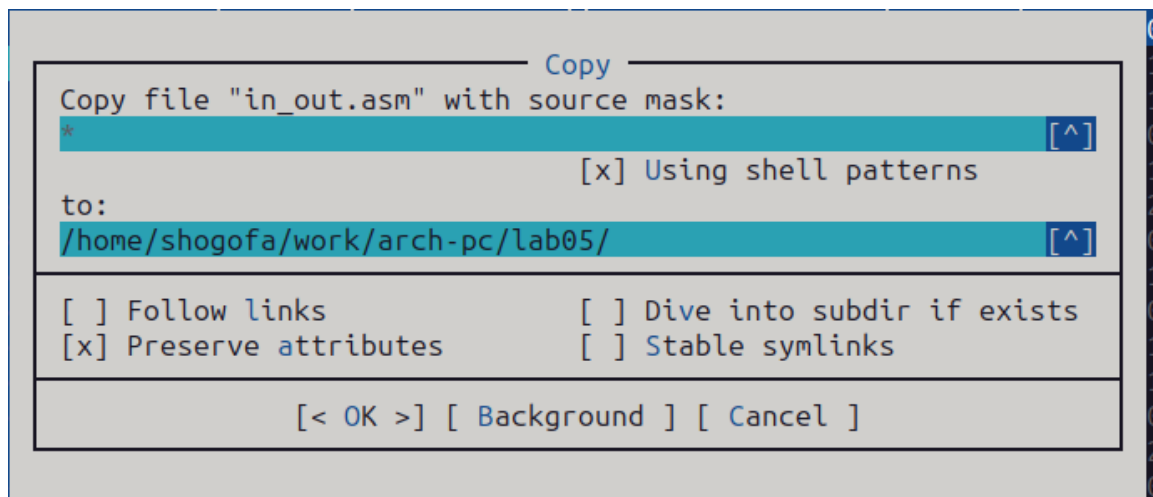 Copy
Copy file "in_out.asm" with source mask:
* [^]
[x] Using shell patterns
to:
/home/shogofa/work/arch-pc/lab05/ [^]
[ ] Follow links [ ] Dive into subdir if exists
[x] Preserve attributes [ ] Stable symlinks
[< OK >] [ Background ] [ Cancel ]